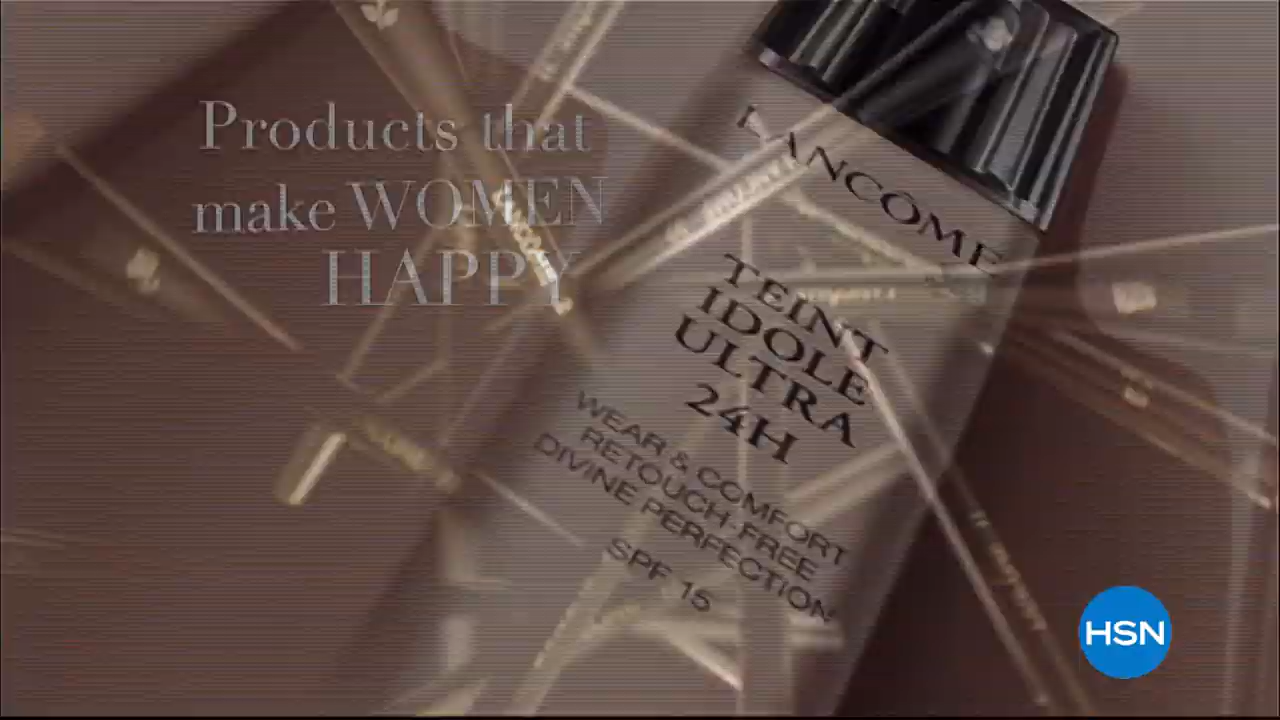 Products that
make WOMEN
HAPPY
LANCÔME
TEINT
IDOLE
ULTRA
24H
WEAR & COMFORT
RETOUCH-FREE
DIVINE PERFECTION
SPF 15
HSN